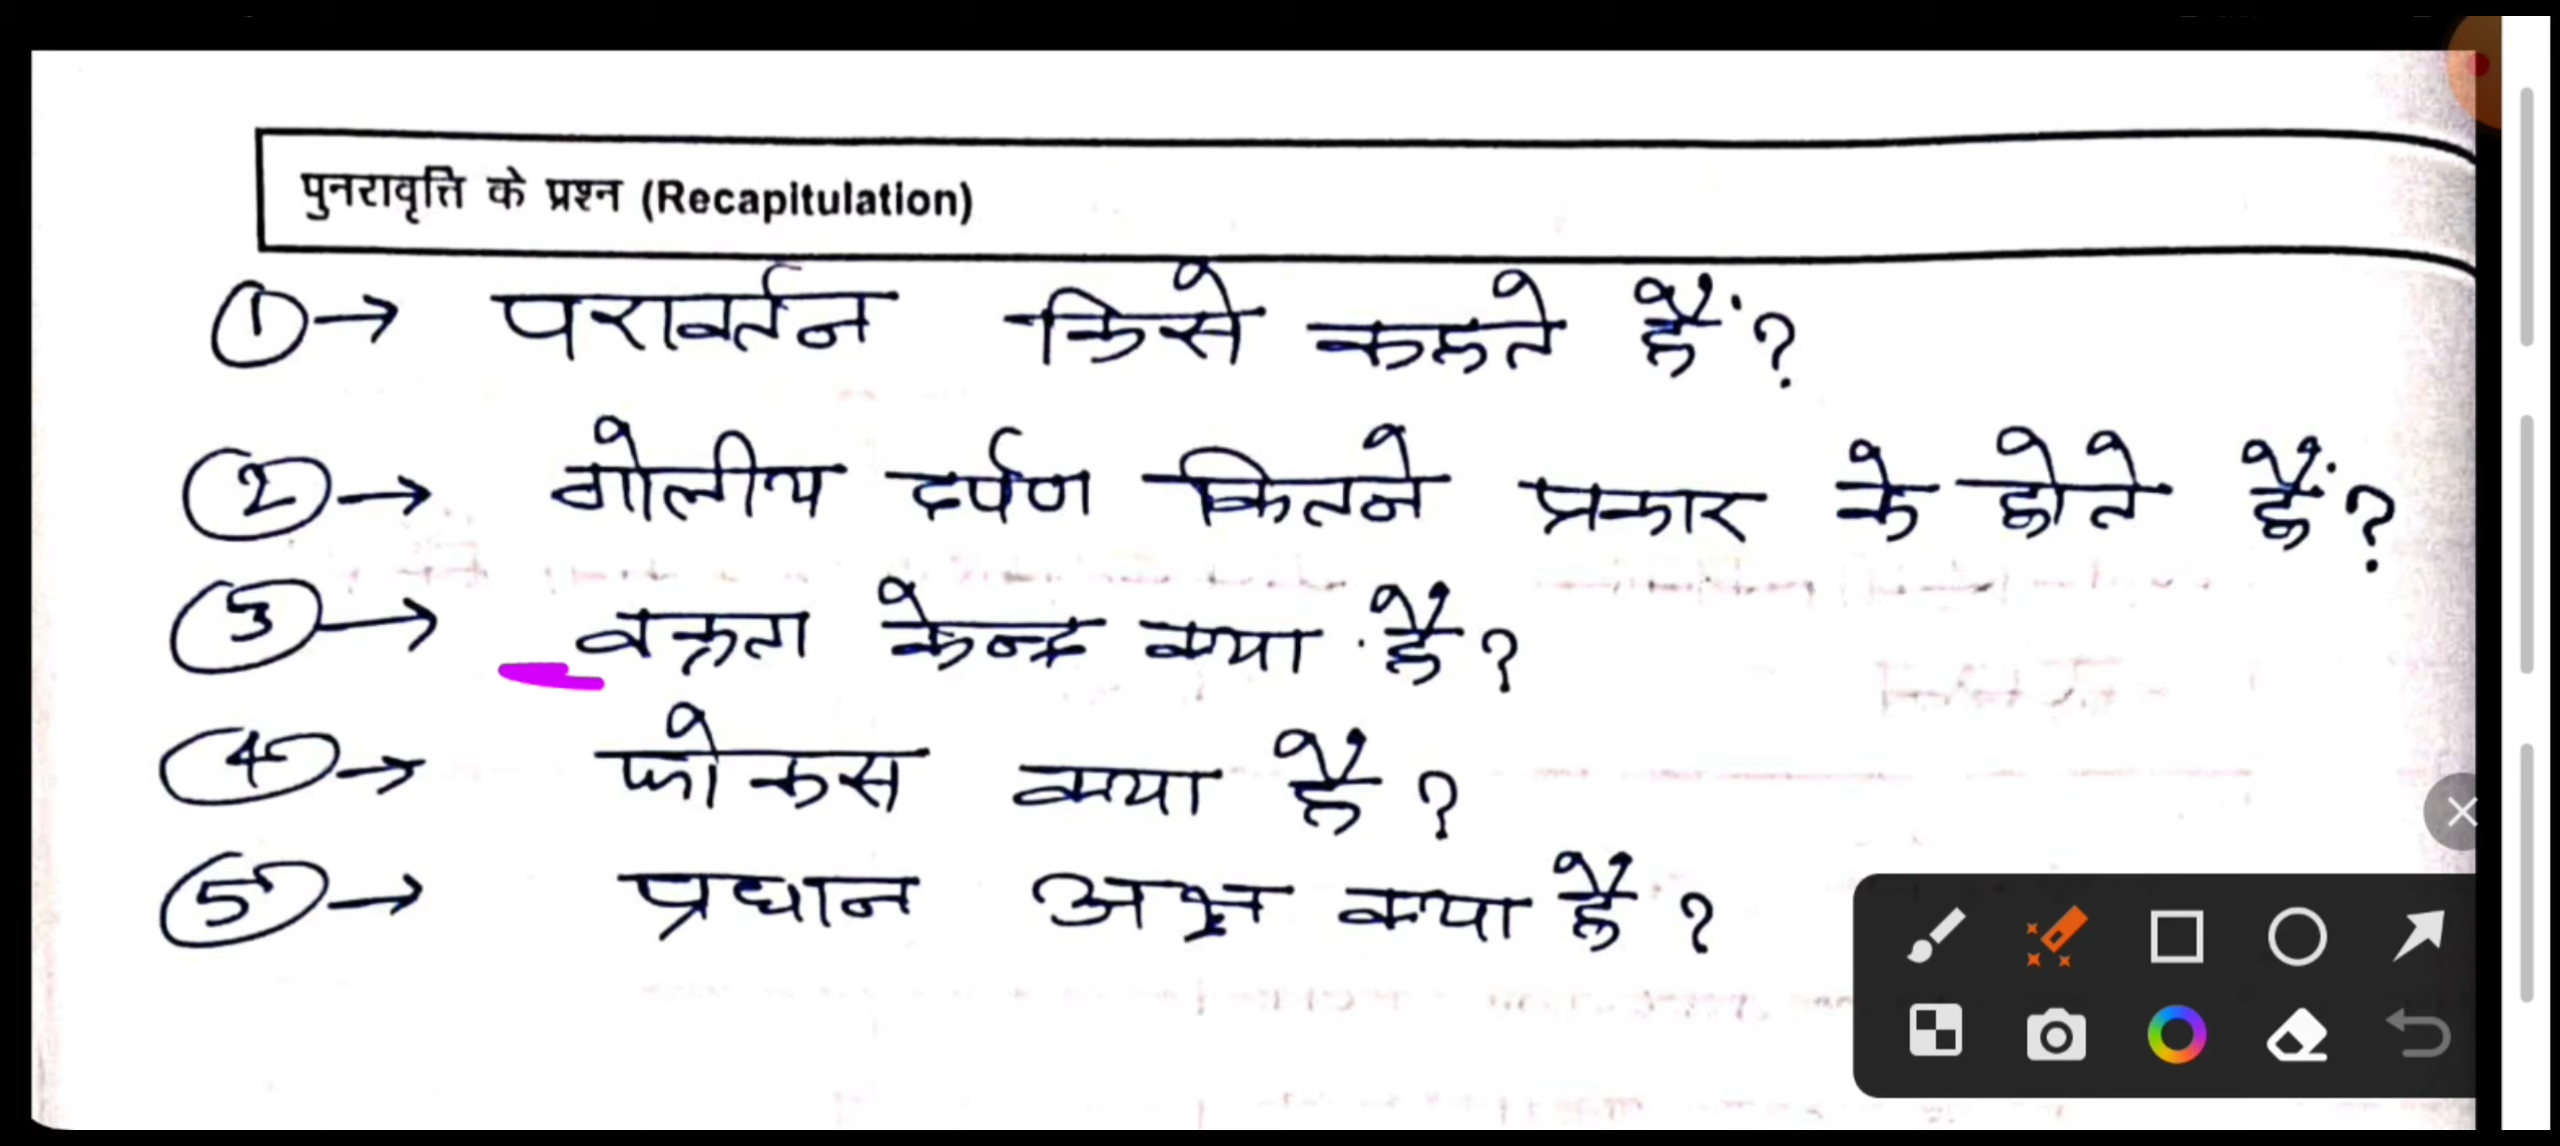 पुनरावृत्ति के प्रश्न (Recapitulation)
① → परावर्तन किसे कहते हैं ?
② → गोलीय दर्पण कितने प्रकार के होते हैं ?
③ → वक्रता केन्द्र क्या है ?
④ → फोकस क्या है ?
⑤ → प्रधान अक्ष क्या है ?